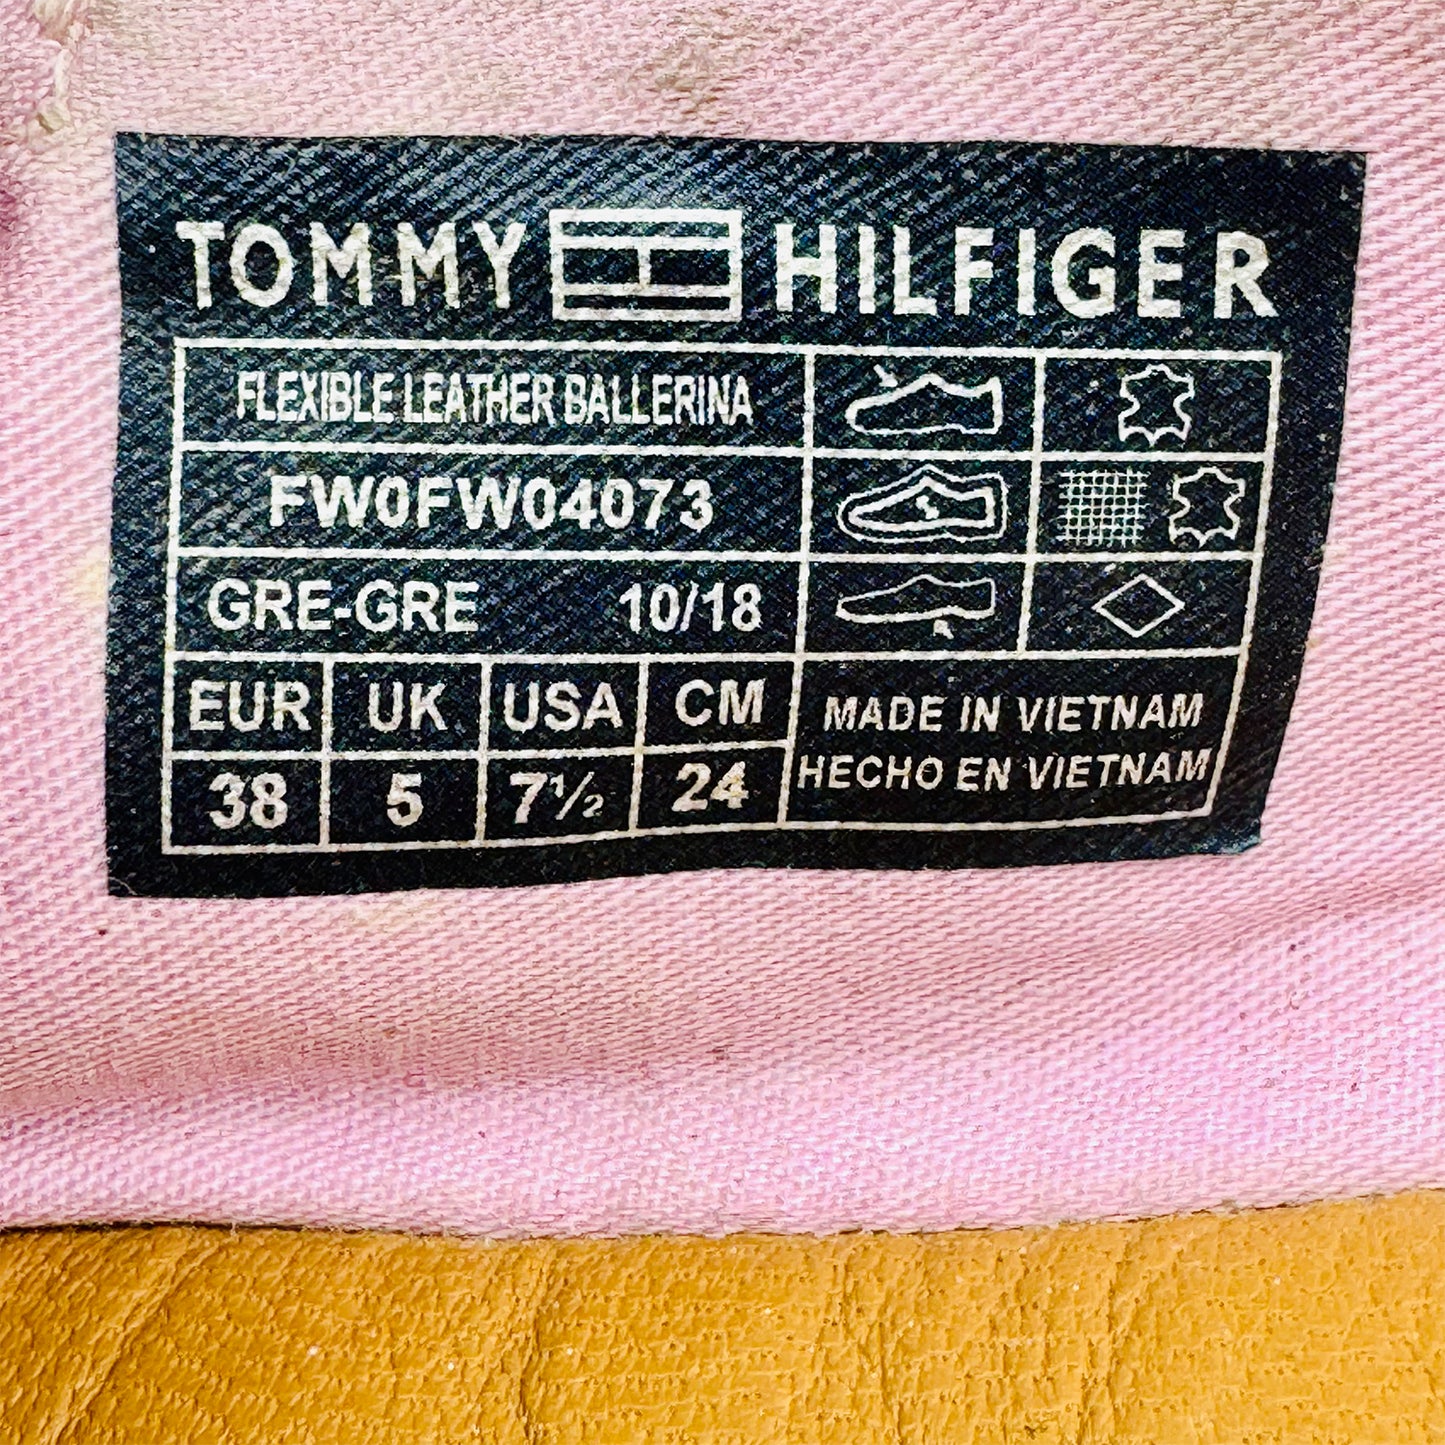 TOMMY HILFIGER
FLEXIBLE LEATHER BALLERINA
FW0FW04073
GRE-GRE 10/18
EUR UK USA CM
38 5 7½ 24
MADE IN VIETNAM
HECHO EN VIETNAM